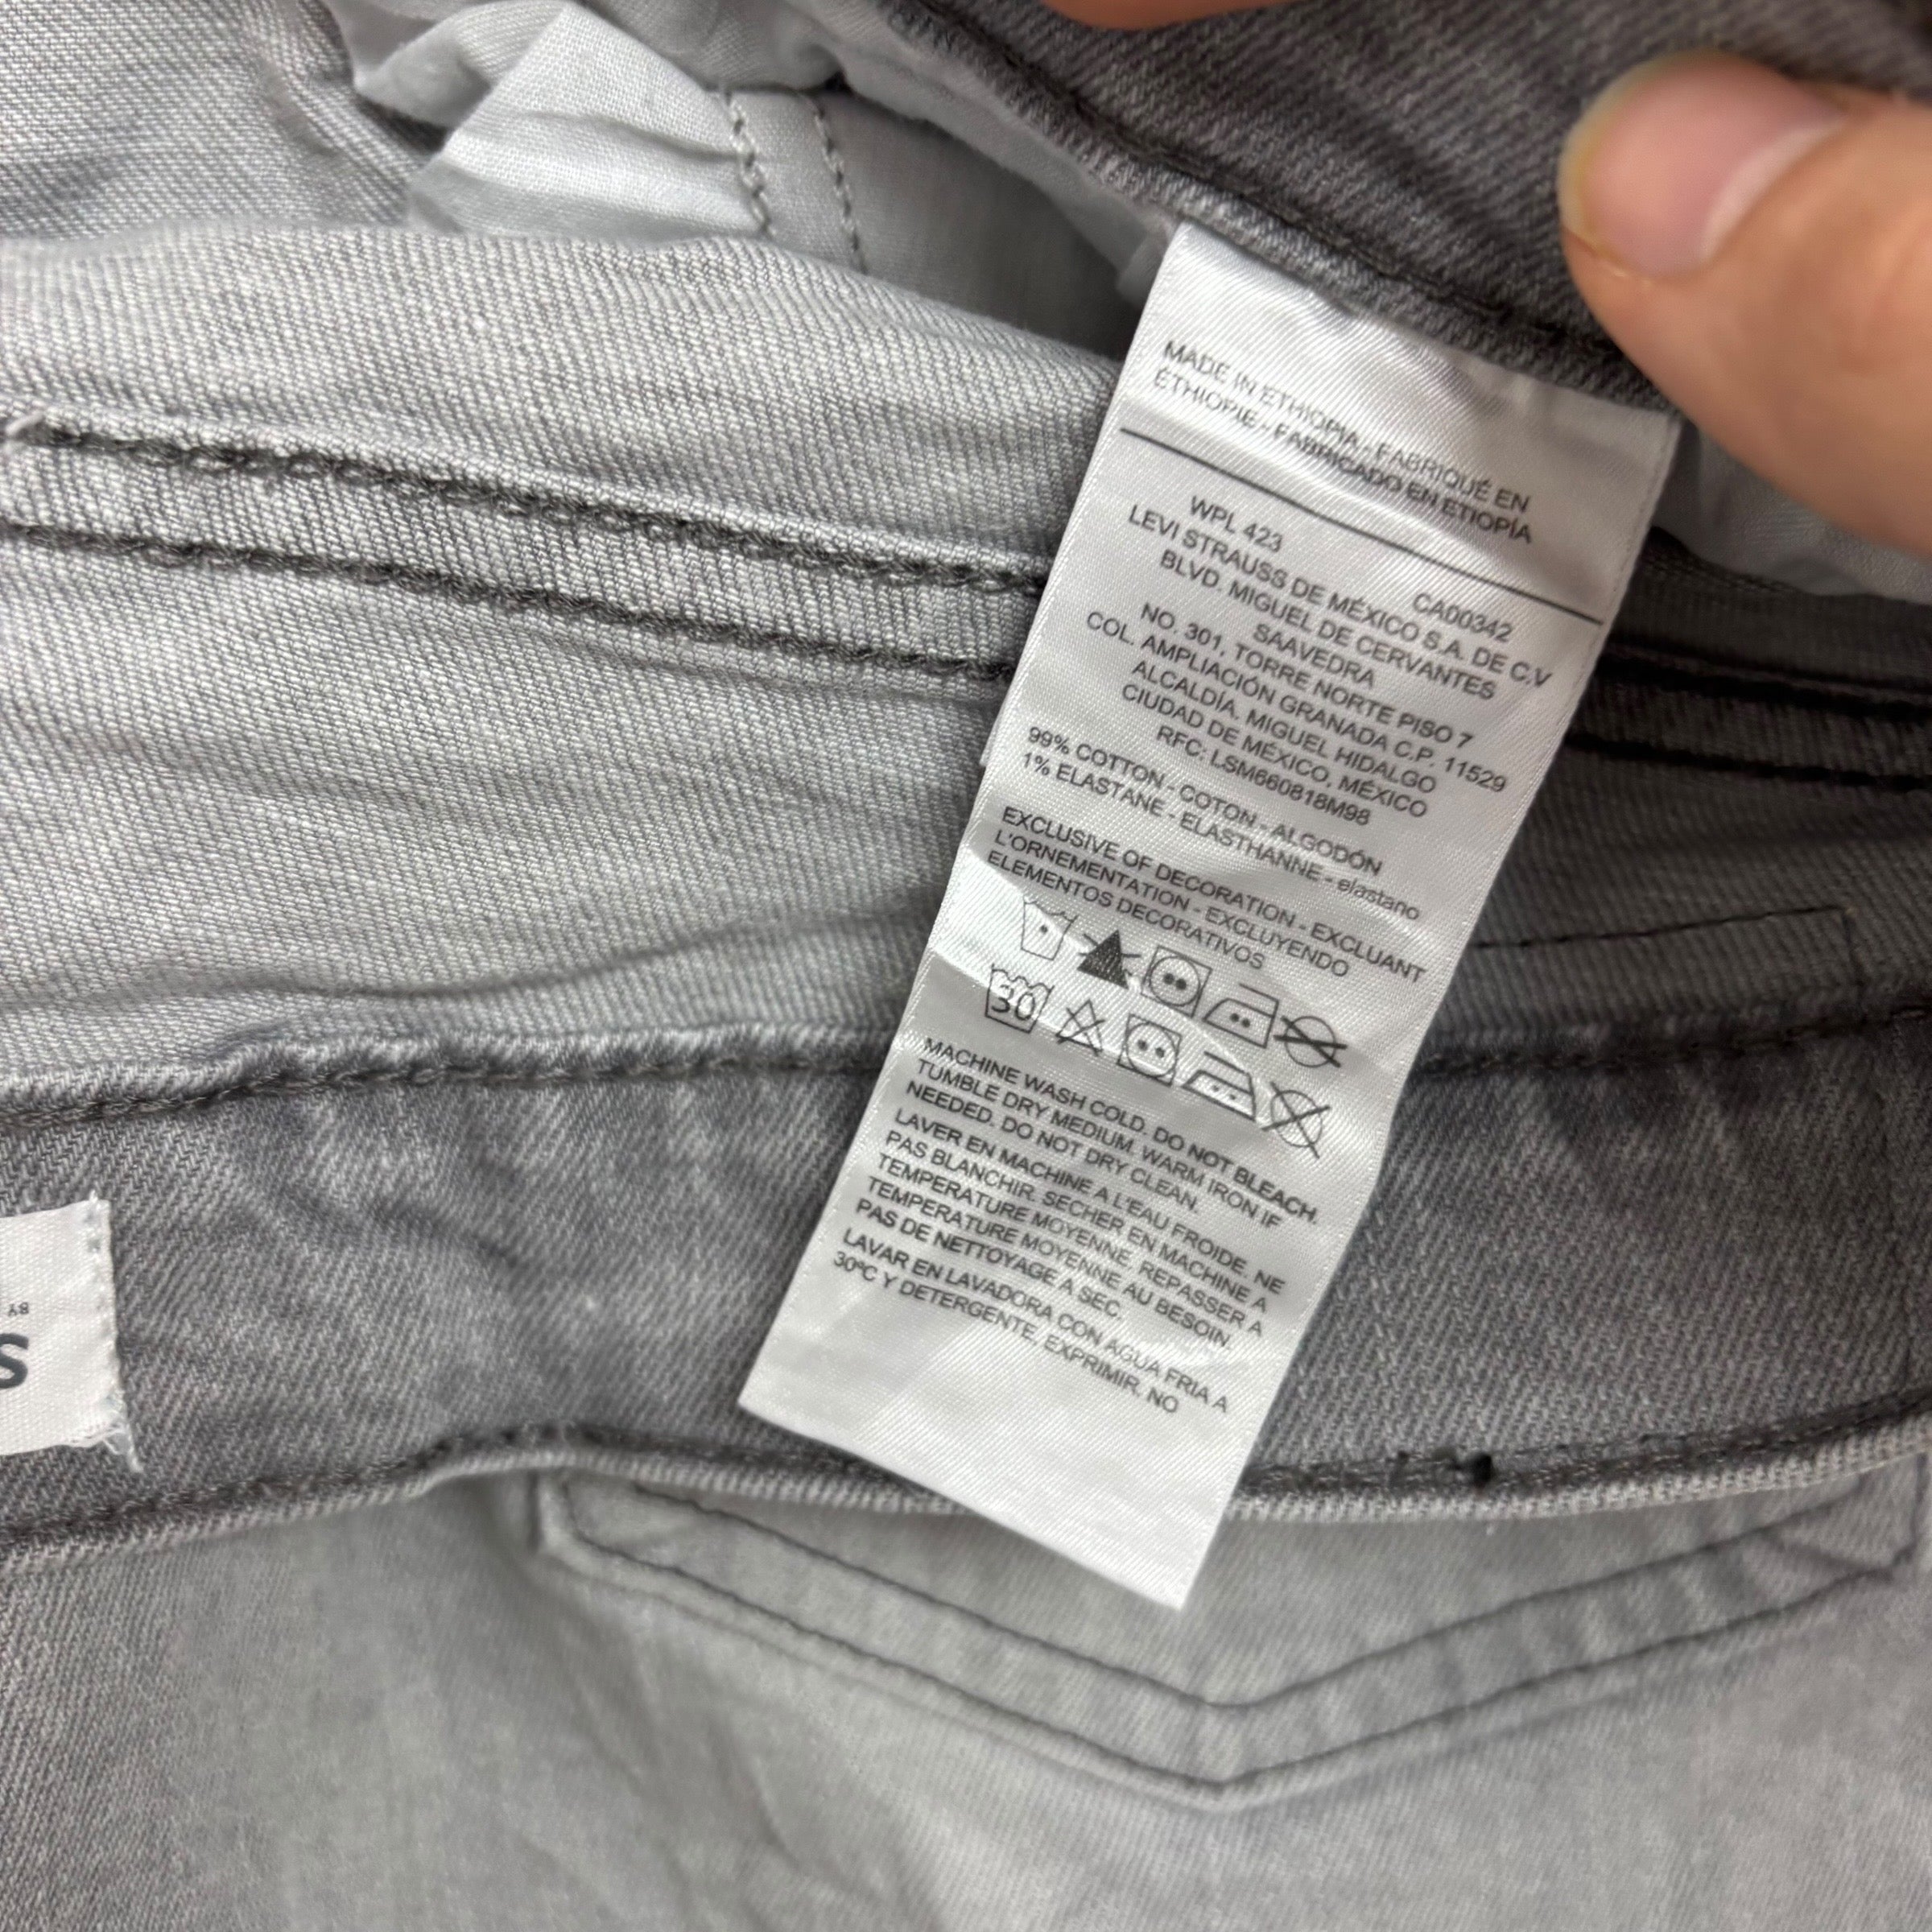 MADE IN ETHIOPIA - FABRIQUÉ EN
ÉTHIOPIE - FABRICADO EN ETIOPÍA
WPL 423 CA00342
LEVI STRAUSS DE MÉXICO S.A. DE C.V
BLVD. MIGUEL DE CERVANTES
SAAVEDRA
NO. 301, TORRE NORTE PISO 7
COL. AMPLIACIÓN GRANADA C.P. 11529
ALCALDÍA, MIGUEL HIDALGO
CIUDAD DE MÉXICO, MÉXICO
RFC: LSM660818M98
99% COTTON - COTON - ALGODÓN
1% ELASTANE - ELASTHANNE - elastano
EXCLUSIVE OF DECORATION - EXCLUANT
L'ORNEMENTATION - EXCLUYENDO
ELEMENTOS DECORATIVOS
30
MACHINE WASH COLD. DO NOT BLEACH.
TUMBLE DRY MEDIUM. WARM IRON IF
NEEDED. DO NOT DRY CLEAN.
LAVER EN MACHINE A L'EAU FROIDE. NE
PAS BLANCHIR. SECHER EN MACHINE A
TEMPERATURE MOYENNE. REPASSER A
TEMPERATURE MOYENNE AU BESOIN.
PAS DE NETTOYAGE A SEC.
LAVAR EN LAVADORA CON AGUA FRIA A
30ºC Y DETERGENTE. EXPRIMIR. NO
BY
S